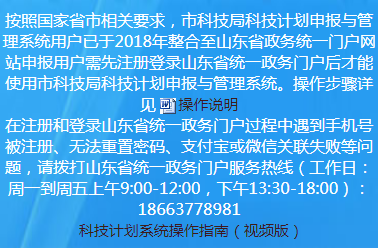 按照国家省市相关要求，市科技局科技计划申报与管
理系统用户已于2018年整合至山东省政务统一门户网
站申报用户需先注册登录山东省统一政务门户后才能
使用市科技局科技计划申报与管理系统。操作步骤详
见 操作说明
在注册和登录山东省统一政务门户过程中遇到手机号
被注册、无法重置密码、支付宝或微信关联失败等问
题，请拨打山东省统一政务门户服务热线（工作日：
周一到周五上午9:00-12:00，下午13:30-18:00）：
18663778981
科技计划系统操作指南（视频版）